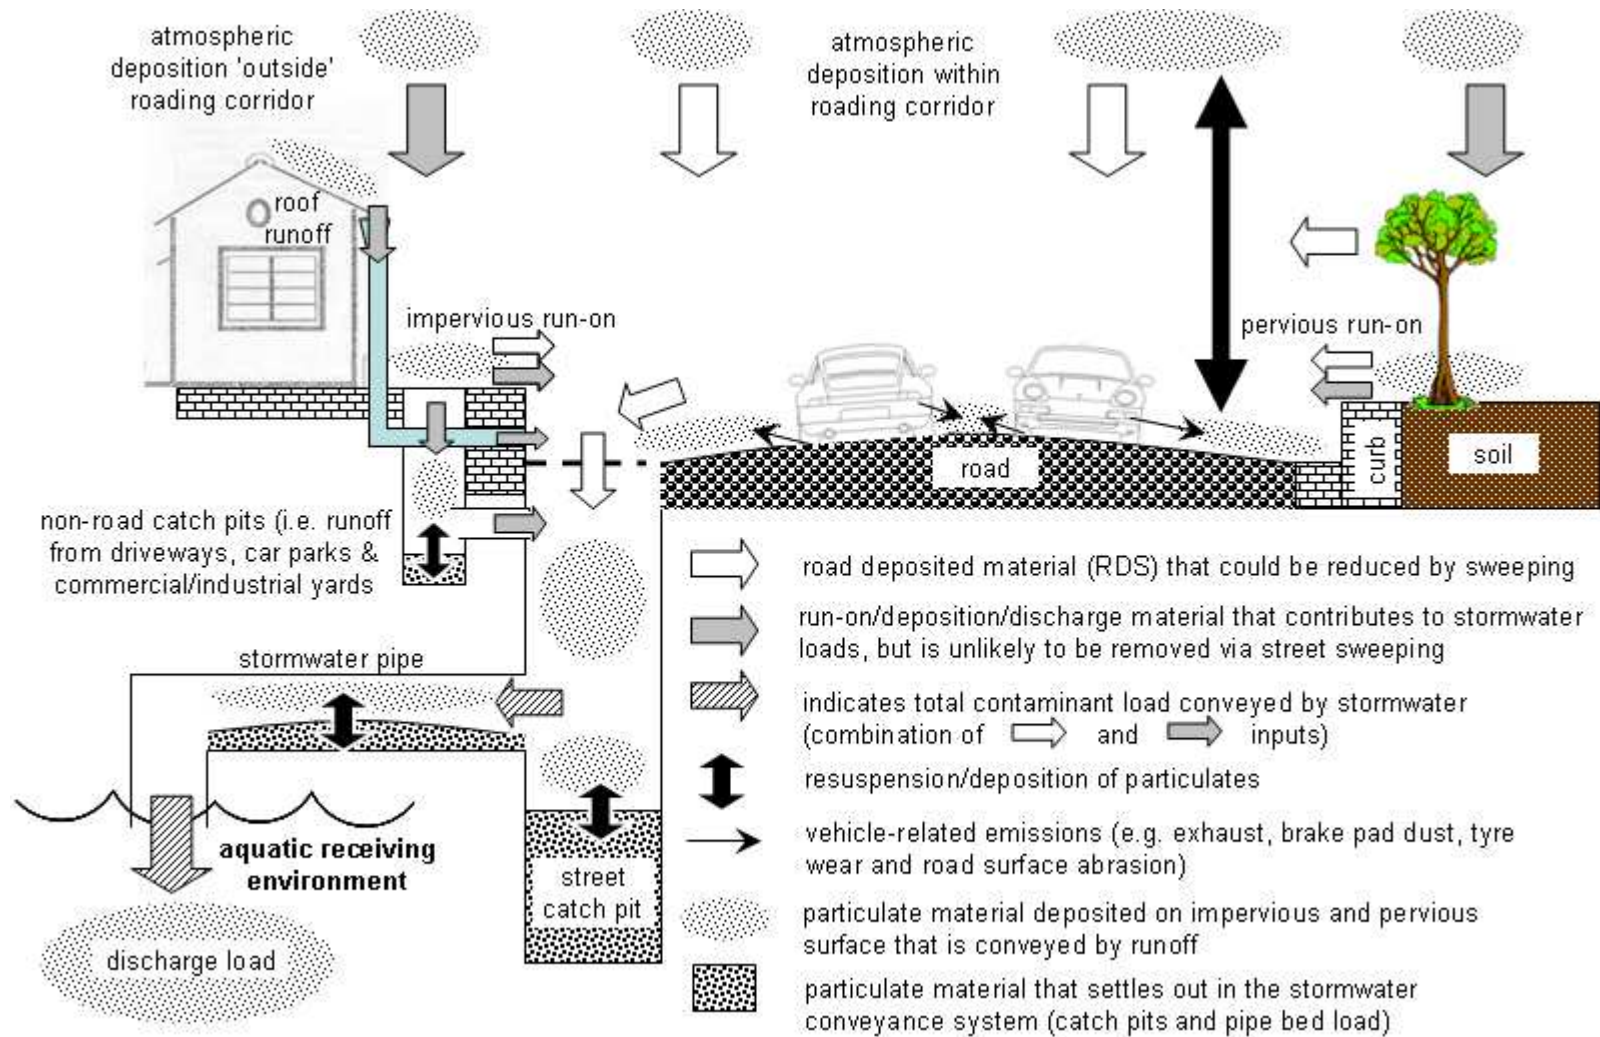 atmospheric
deposition 'outside'
roading corridor
atmospheric
deposition within
roading corridor
roof
runoff
impervious run-on
pervious run-on
road
curb
soil
non-road catch pits (i.e. runoff
from driveways, car parks &
commercial/industrial yards
stormwater pipe
aquatic receiving
environment
street
catch pit
discharge load
road deposited material (RDS) that could be reduced by sweeping
run-on/deposition/discharge material that contributes to stormwater
loads, but is unlikely to be removed via street sweeping
indicates total contaminant load conveyed by stormwater
(combination of and inputs)
resuspension/deposition of particulates
vehicle-related emissions (e.g. exhaust, brake pad dust, tyre
wear and road surface abrasion)
particulate material deposited on impervious and pervious
surface that is conveyed by runoff
particulate material that settles out in the stormwater
conveyance system (catch pits and pipe bed load)